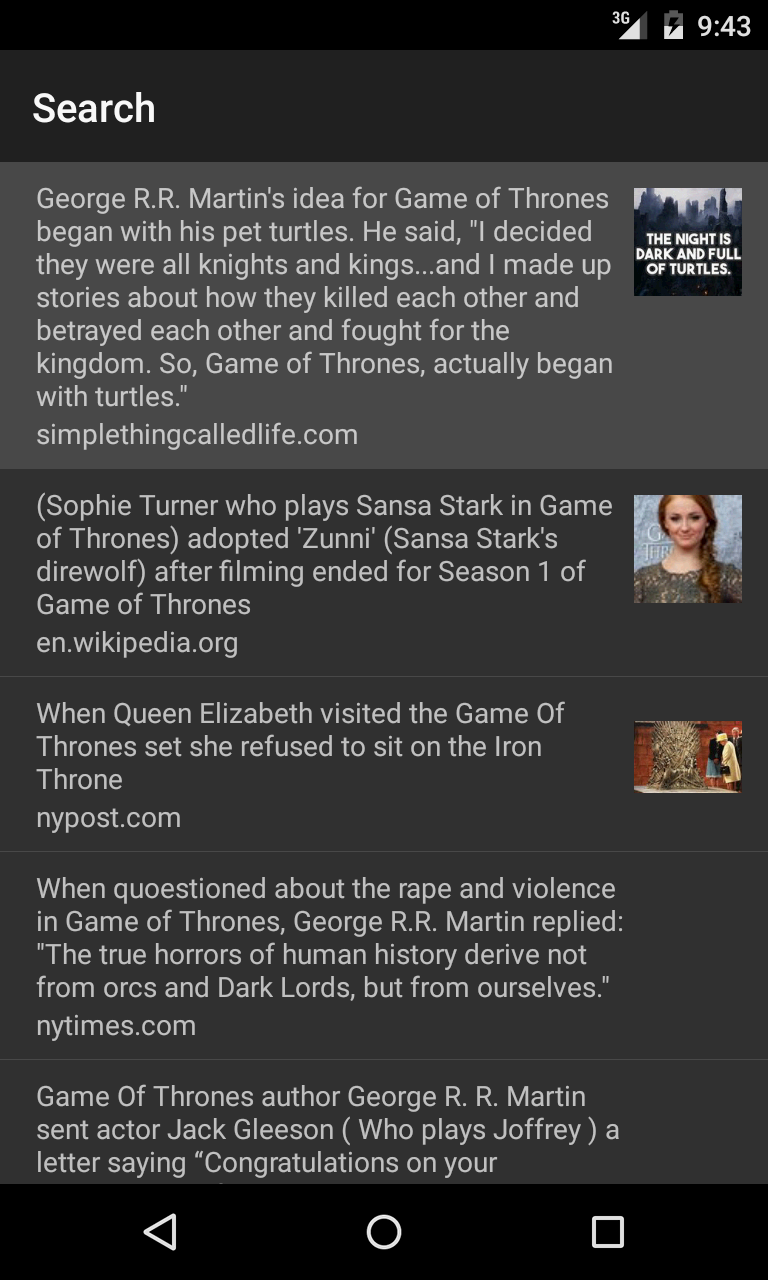 3G 9:43
Search
George R.R. Martin's idea for Game of Thrones
began with his pet turtles. He said, "I decided
they were all knights and kings...and I made up
stories about how they killed each other and
betrayed each other and fought for the
kingdom. So, Game of Thrones, actually began
with turtles."
simplethingcalledlife.com
THE NIGHT IS
DARK AND FULL
OF TURTLES.
(Sophie Turner who plays Sansa Stark in Game
of Thrones) adopted 'Zunni' (Sansa Stark's
direwolf) after filming ended for Season 1 of
Game of Thrones
en.wikipedia.org
When Queen Elizabeth visited the Game Of
Thrones set she refused to sit on the Iron
Throne
nypost.com
When quoestioned about the rape and violence
in Game of Thrones, George R.R. Martin replied:
"The true horrors of human history derive not
from orcs and Dark Lords, but from ourselves."
nytimes.com
Game Of Thrones author George R. R. Martin
sent actor Jack Gleeson ( Who plays Joffrey ) a
letter saying “Congratulations on your